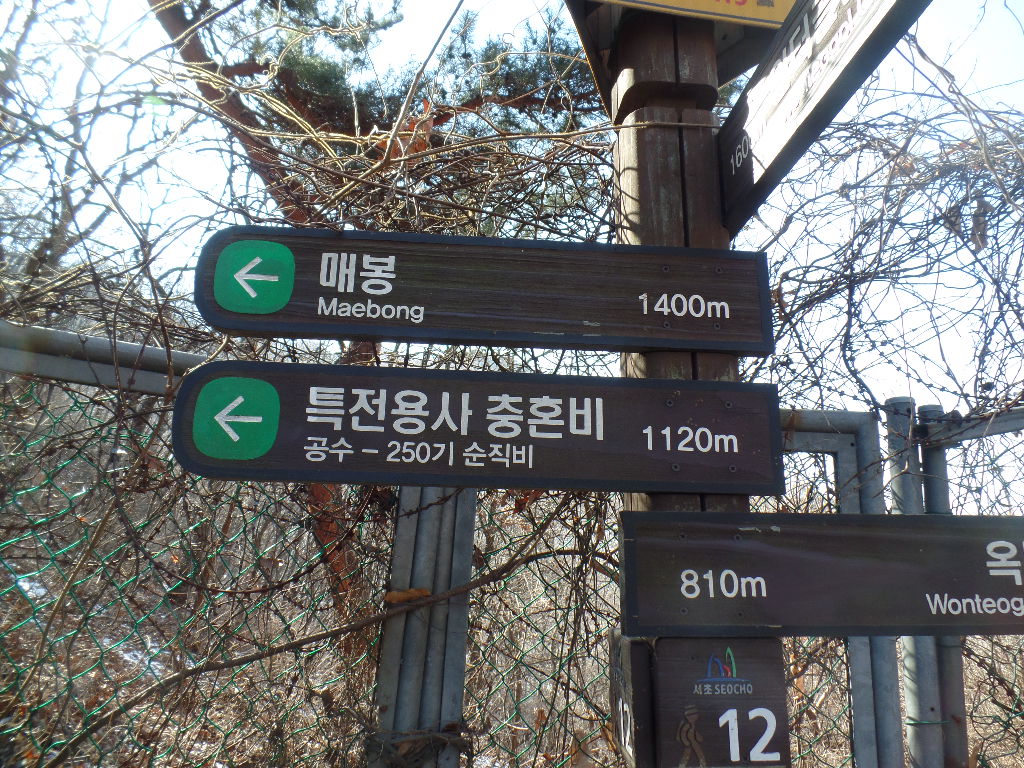 매봉
Maebong
1400m
특전용사 충혼비
공수 - 250기 순직비
1120m
810m
서초 SEOCHO
12